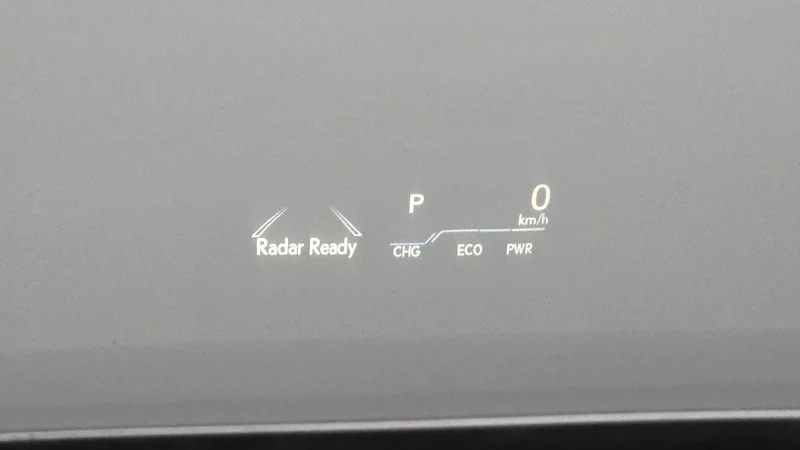 P
0
km/h
Radar Ready
CHG ECO PWR